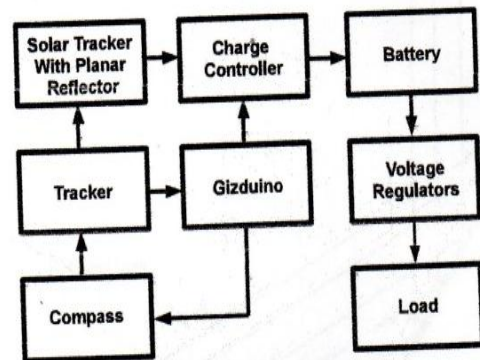 Solar Tracker
With Planar
Reflector
Charge
Controller
Battery
Tracker
Gizduino
Voltage
Regulators
Compass
Load